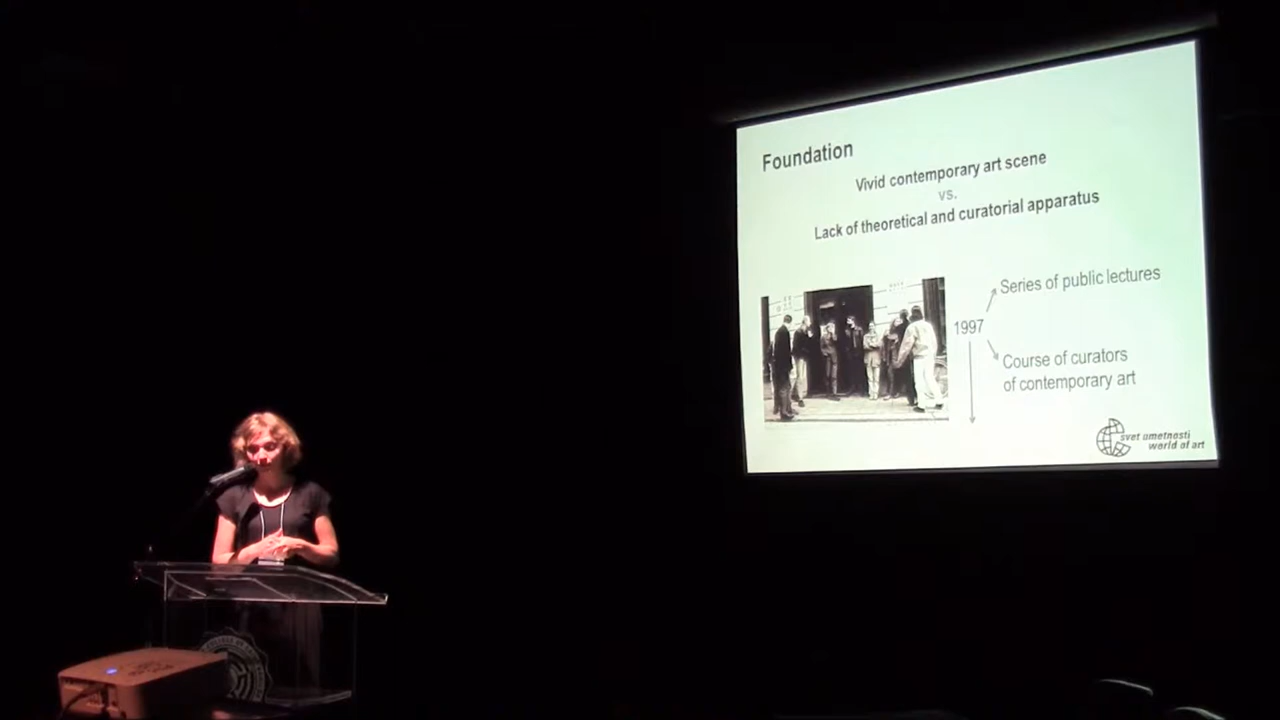 Foundation
Vivid contemporary art scene
vs.
Lack of theoretical and curatorial apparatus
Series of public lectures
1997
Course of curators
of contemporary art
svet umetnosti
world of art